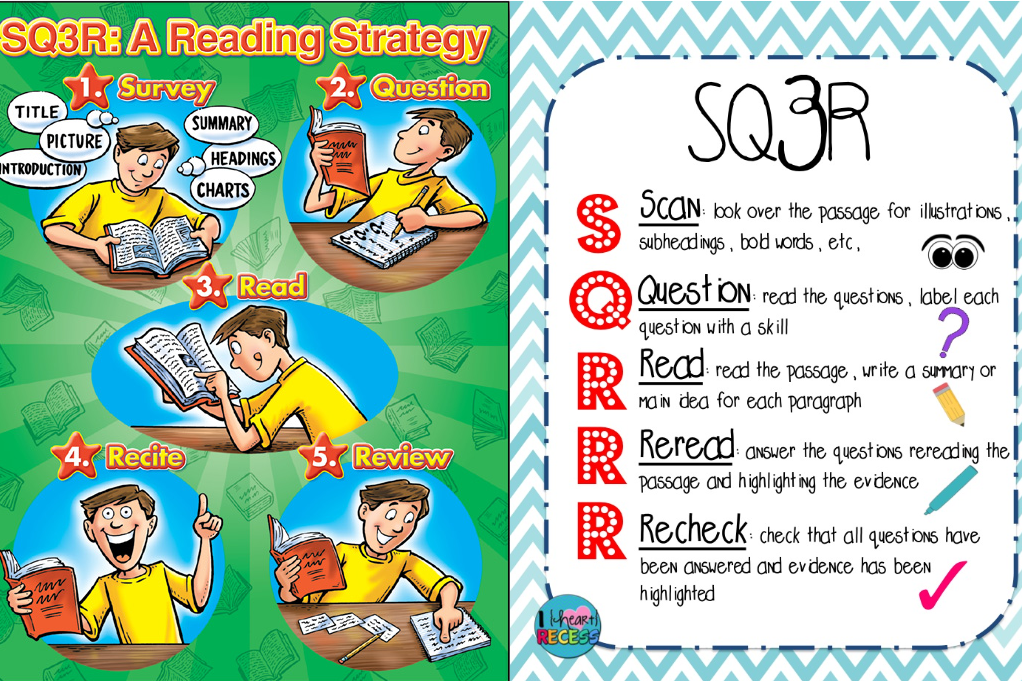 SQ3R: A Reading Strategy
1. Survey
TITLE
PICTURE
INTRODUCTION
SUMMARY
HEADINGS
CHARTS
2. Question
3. Read
4. Recite
5. Review
SQ3R
S
Scan: look over the passage for illustrations,
subheadings, bold words, etc,
Q
Question: read the questions, label each
question with a skill
?
R
Read: read the passage, write a summary or
main idea for each paragraph
R
Reread: answer the questions rereading the
passage and highlighting the evidence
R
Recheck: check that all questions have
been answered and evidence has been
highlighted
I {heart}
RECESS